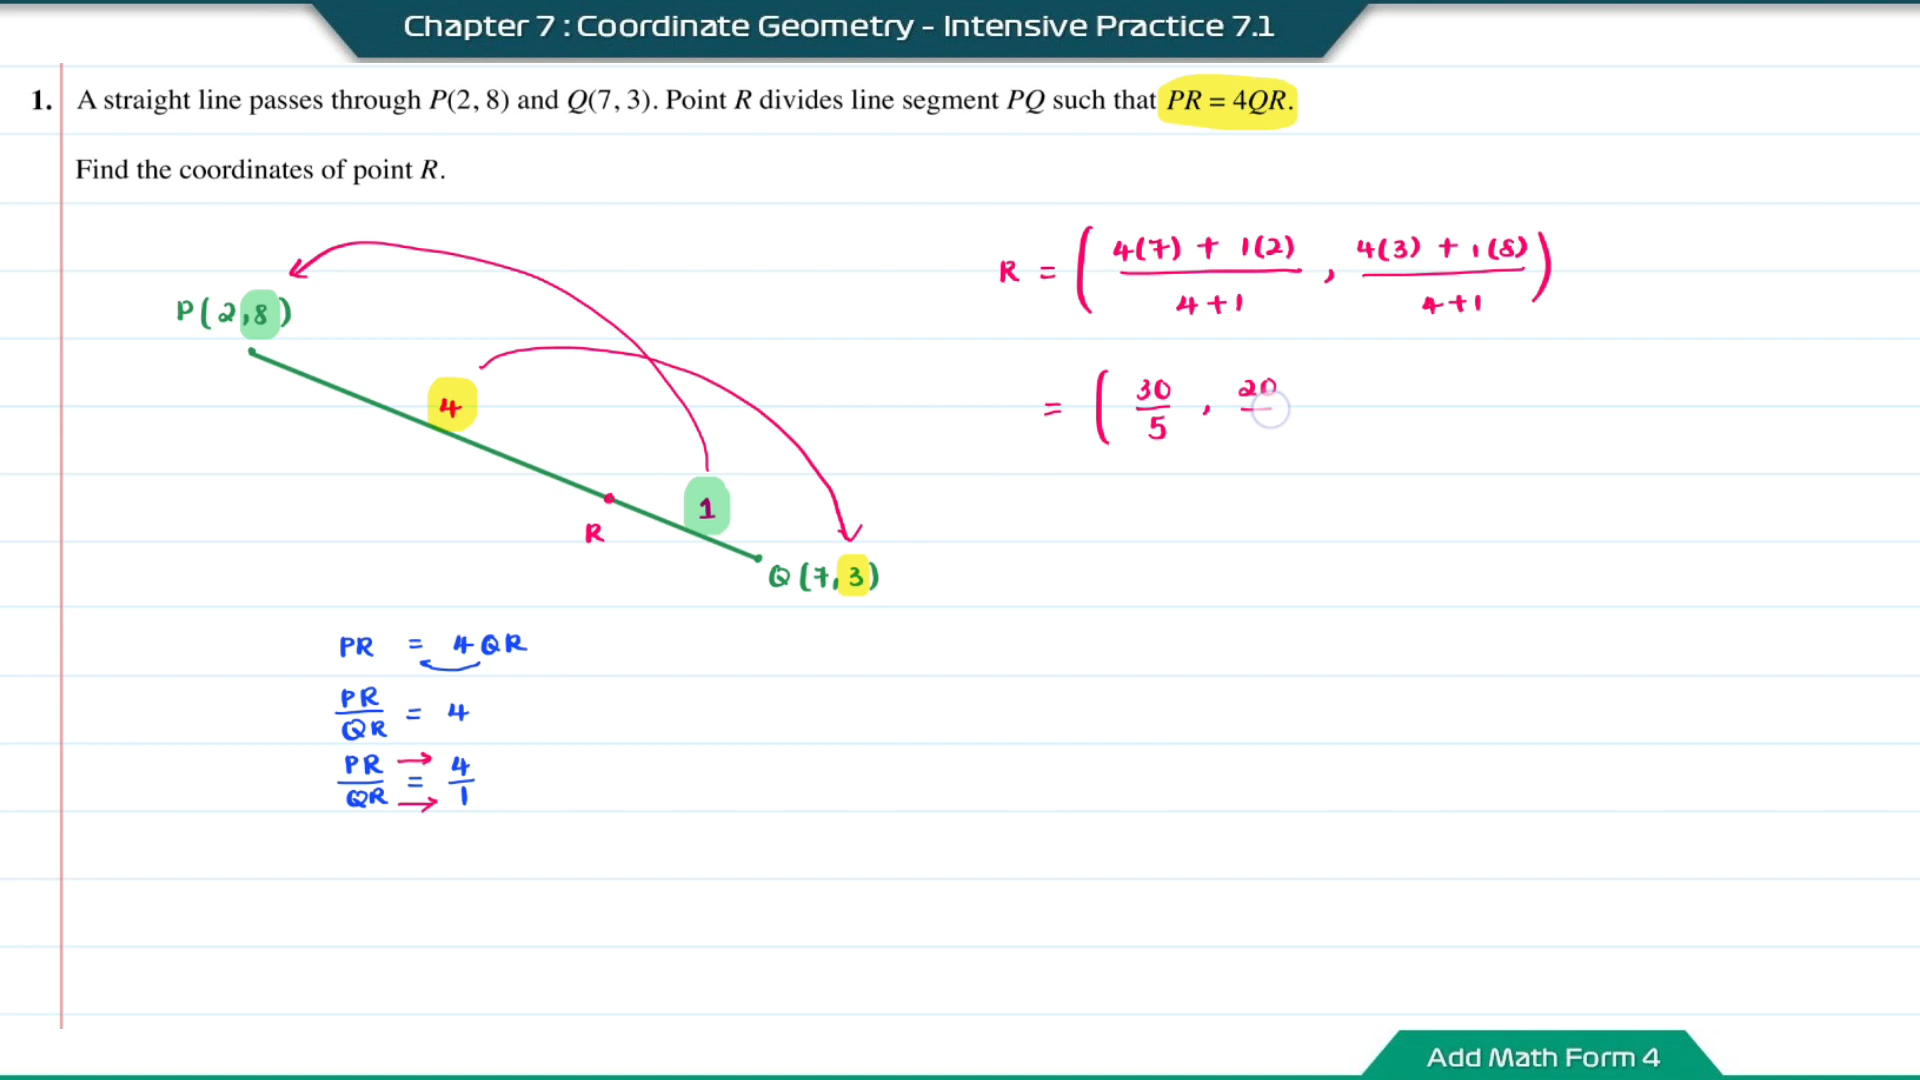 Chapter 7 : Coordinate Geometry - Intensive Practice 7.1
1. A straight line passes through P(2, 8) and Q(7, 3). Point R divides line segment PQ such that PR = 4QR.
Find the coordinates of point R.
R = ( 4(7) + 1(2) / 4+1 , 4(3) + 1(8) / 4+1 )
P(2,8)
= ( 30/5 , 20
4
1
R
Q(7,3)
PR = 4QR
PR/QR = 4
PR/QR = 4/1
Add Math Form 4